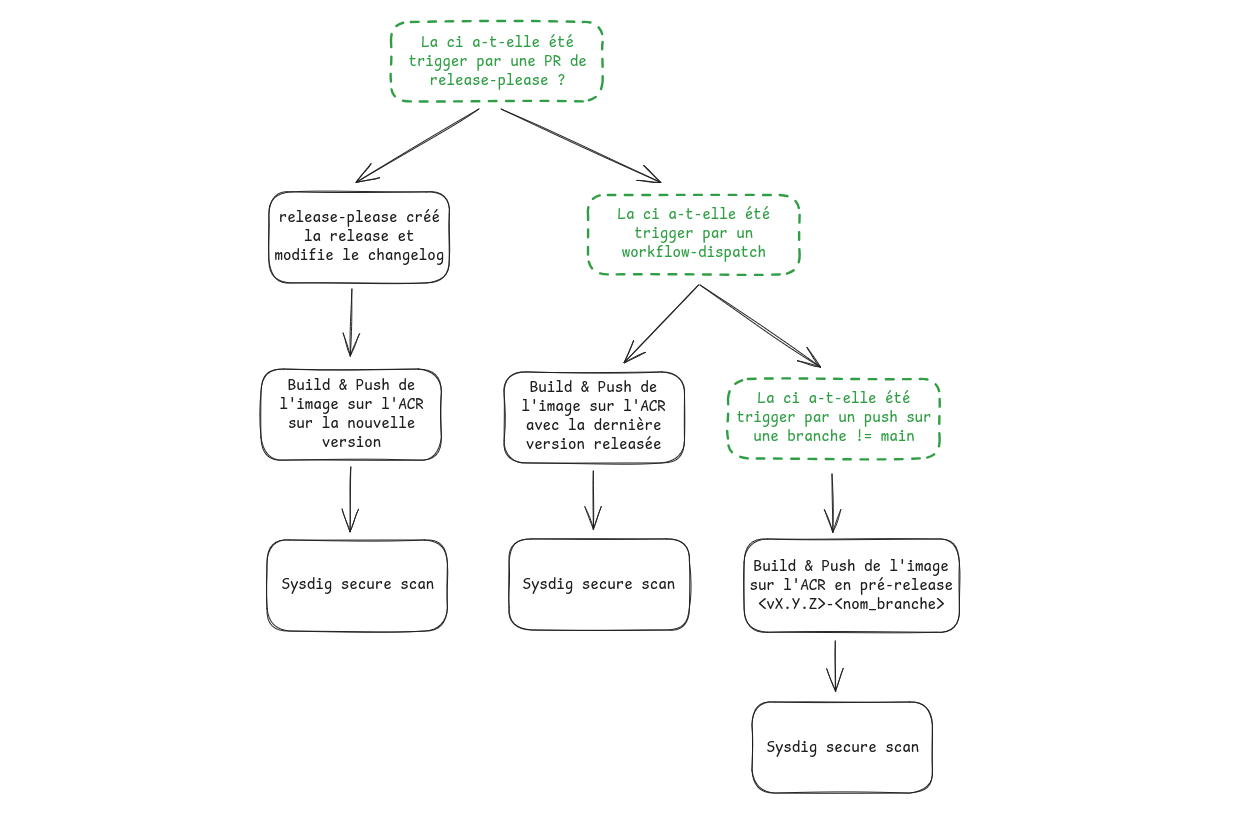 La ci a-t-elle été
trigger par une PR de
release-please ?
release-please créé
la release et
modifie le changelog
La ci a-t-elle été
trigger par un
workflow-dispatch
Build & Push de
l'image sur l'ACR
sur la nouvelle
version
Build & Push de
l'image sur l'ACR
avec la dernière
version releasée
La ci a-t-elle été
trigger par un push sur
une branche != main
Sysdig secure scan
Sysdig secure scan
Build & Push de l'image
sur l'ACR en pré-release
<vX.Y.Z>-<nom_branche>
Sysdig secure scan